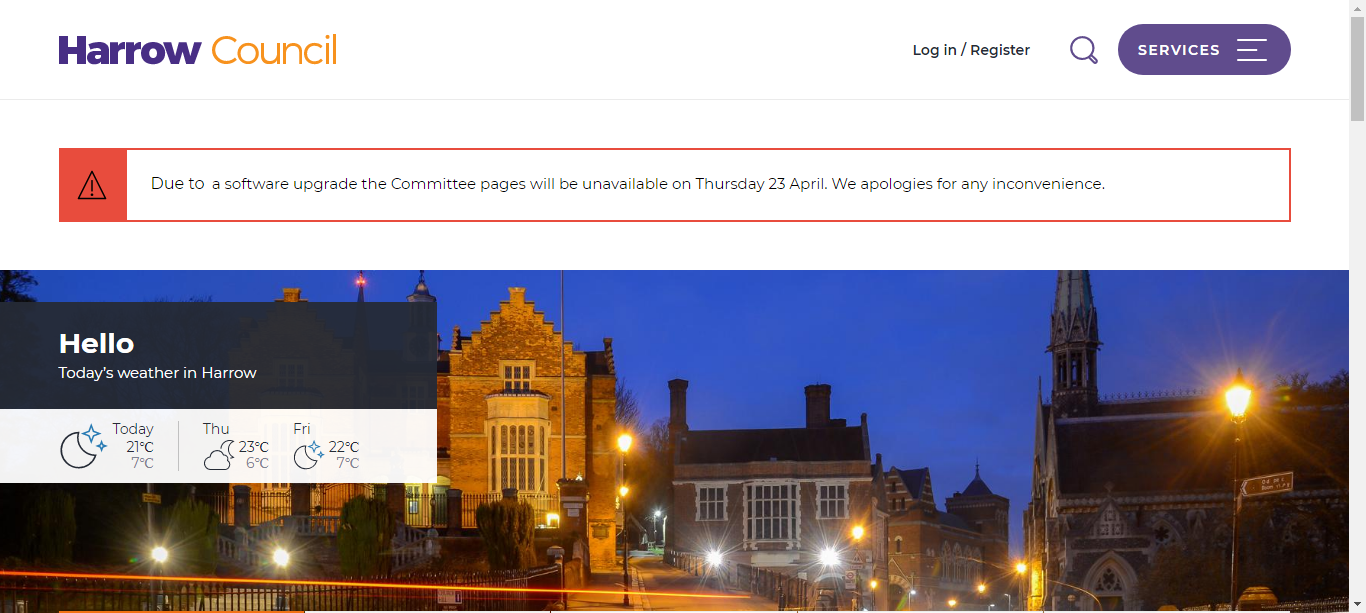 Harrow Council
Log in / Register
SERVICES
Due to a software upgrade the Committee pages will be unavailable on Thursday 23 April. We apologies for any inconvenience.
Hello
Today's weather in Harrow
Today
21°C
7°C
Thu
23°C
6°C
Fri
22°C
7°C